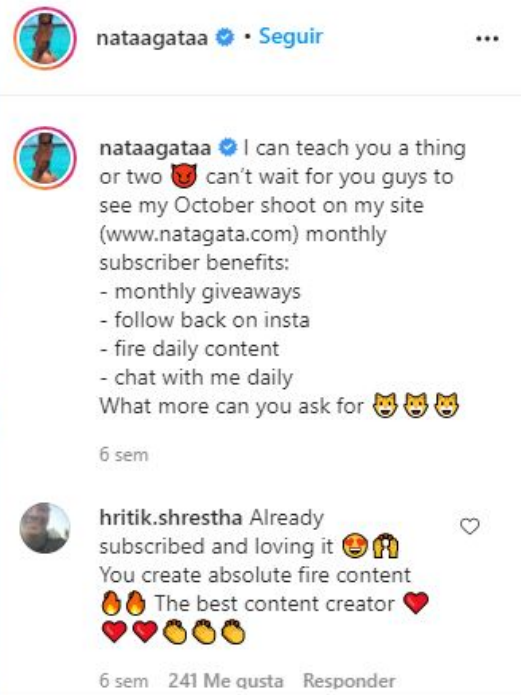 nataagataa • Seguir
nataagataa I can teach you a thing
or two 😈 can't wait for you guys to
see my October shoot on my site
(www.natagata.com) monthly
subscriber benefits:
- monthly giveaways
- follow back on insta
- fire daily content
- chat with me daily
What more can you ask for 😺😺😺
6 sem
hritik.shrestha Already
subscribed and loving it 😍🙌
You create absolute fire content
🔥🔥 The best content creator ❤️
❤️❤️👏👏👏
6 sem 241 Me gusta Responder